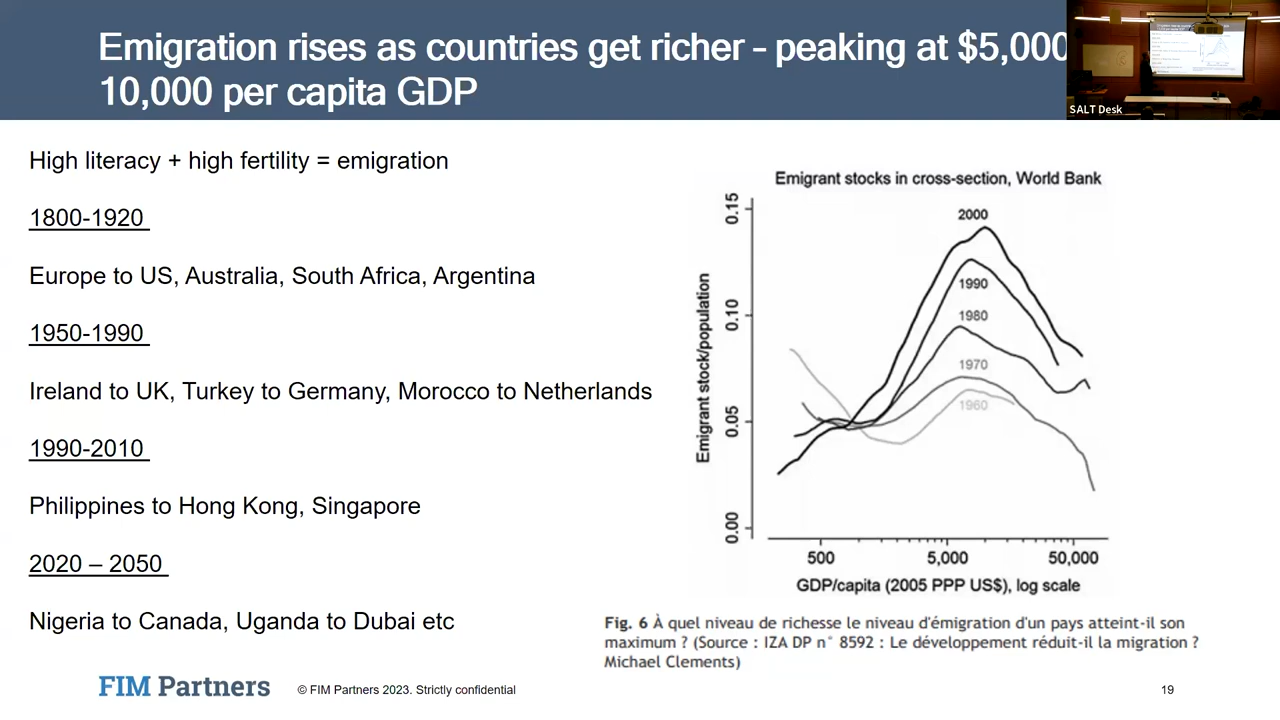 Emigration rises as countries get richer – peaking at $5,000
10,000 per capita GDP
SALT Desk
High literacy + high fertility = emigration
1800-1920
Europe to US, Australia, South Africa, Argentina
1950-1990
Ireland to UK, Turkey to Germany, Morocco to Netherlands
1990-2010
Philippines to Hong Kong, Singapore
2020 – 2050
Nigeria to Canada, Uganda to Dubai etc
Emigrant stocks in cross-section, World Bank
Emigrant stock/population
0.15
0.10
0.05
0.00
2000
1990
1980
1970
1960
500
5,000
50,000
GDP/capita (2005 PPP US$), log scale
Fig. 6 À quel niveau de richesse le niveau d'émigration d'un pays atteint-il son
maximum ? (Source : IZA DP n° 8592 : Le développement réduit-il la migration ?
Michael Clements)
FIM Partners
© FIM Partners 2023. Strictly confidential
19